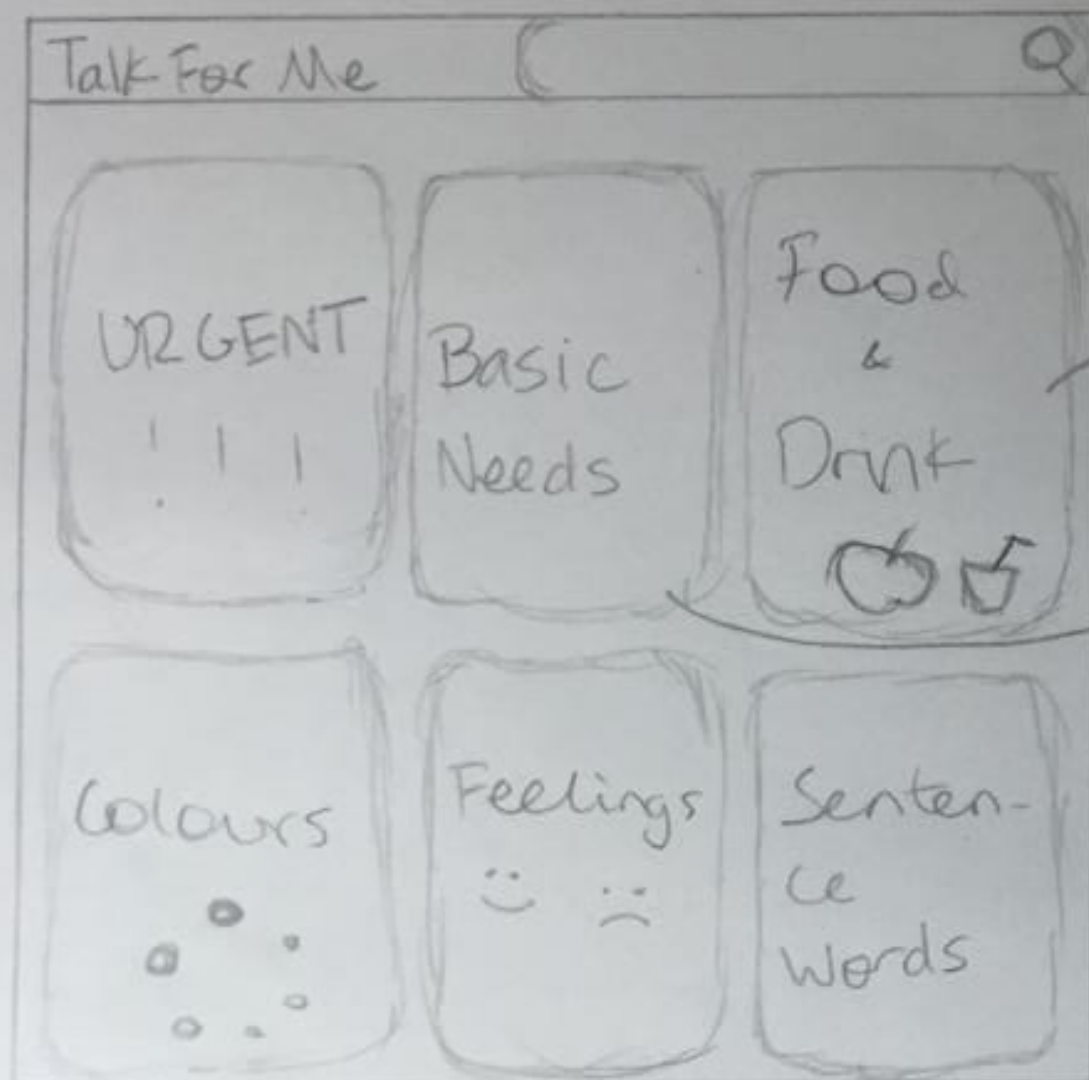 Talk For Me
URGENT
! ! !
Basic
Needs
Food
&
Drink
Colours
Feelings
Senten-
ce
Words